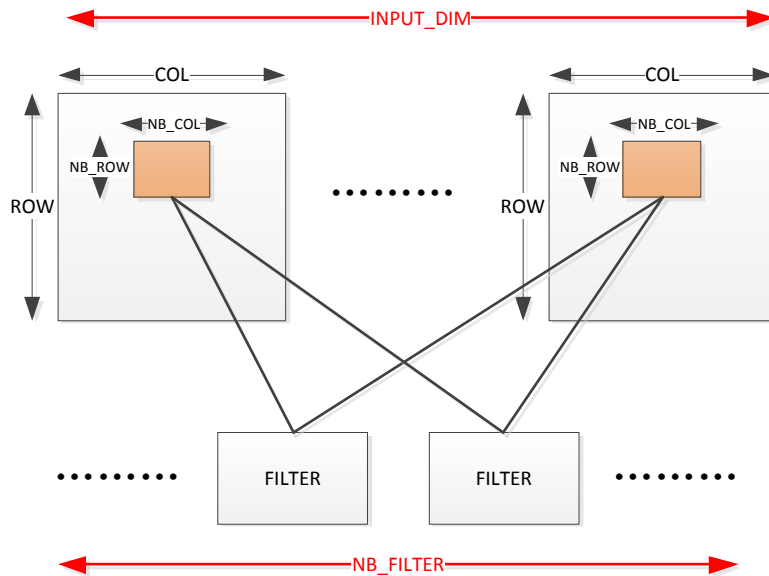 INPUT_DIM
COL
COL
NB_COL
NB_COL
NB_ROW
NB_ROW
ROW
ROW
FILTER
FILTER
NB_FILTER